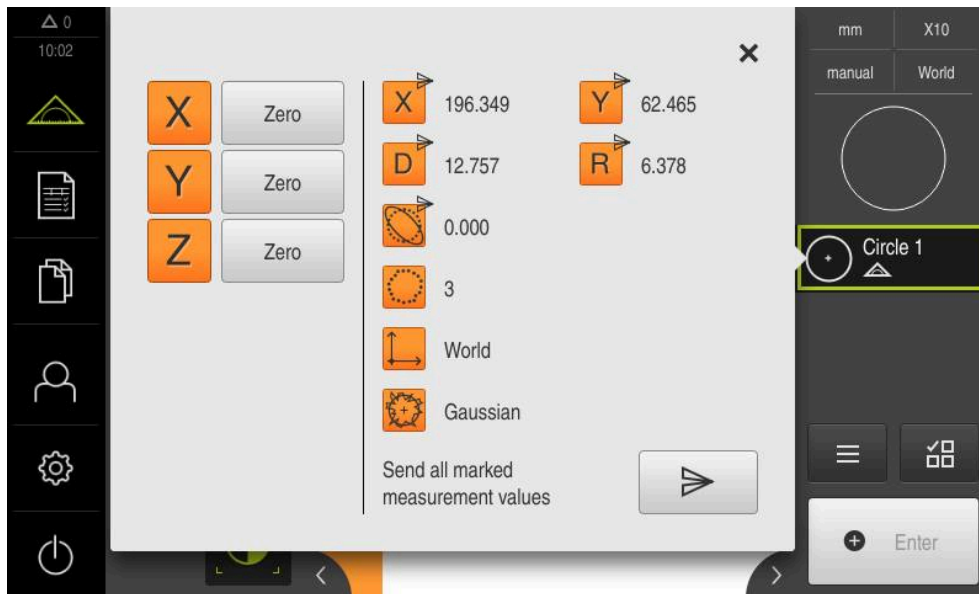 0
10:02
X Zero
Y Zero
Z Zero
X 196.349 Y 62.465
D 12.757 R 6.378
0.000
3
World
Gaussian
Send all marked
measurement values
mm X10
manual World
Circle 1
Enter